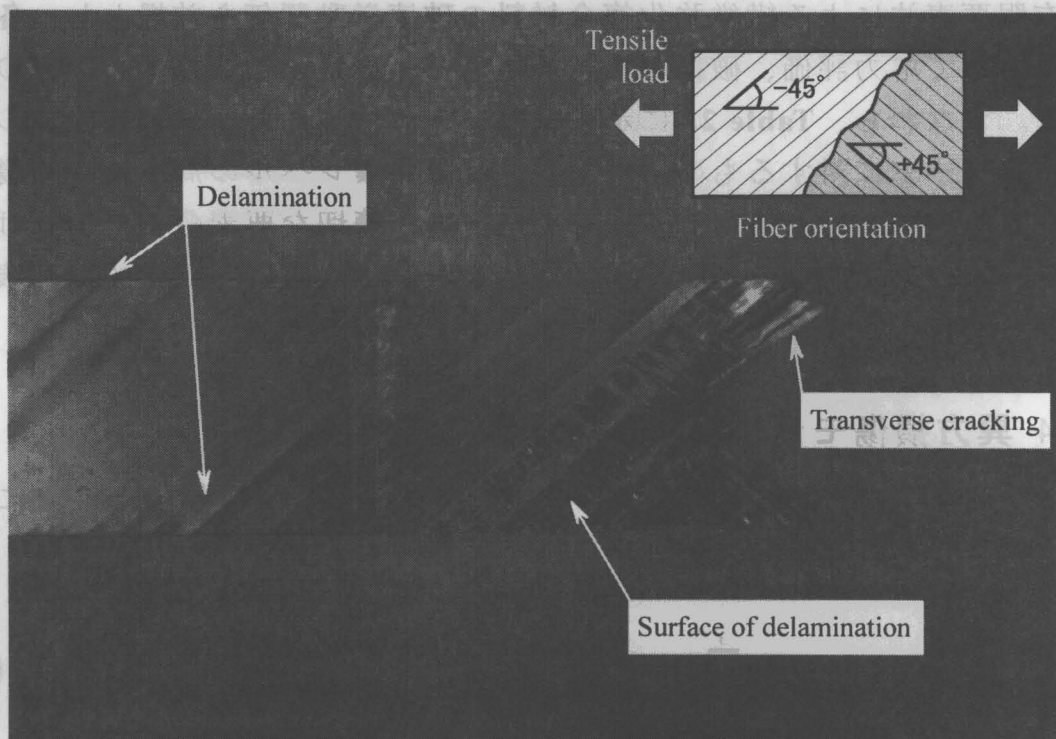 Tensile
load
-45°
+45°
Fiber orientation
Delamination
Transverse cracking
Surface of delamination